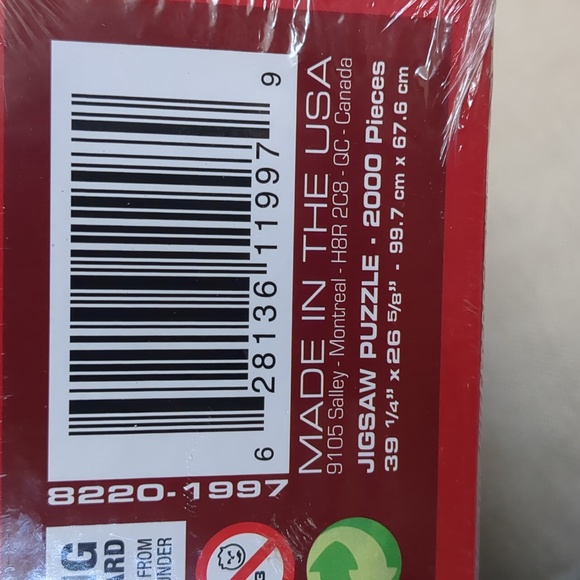 6 28136 11997 9
8220-1997
MADE IN THE USA
9105 Salley - Montreal - H8R 2C8 - QC - Canada
JIGSAW PUZZLE · 2000 Pieces
39 1/4” x 26 5/8” · 99.7 cm x 67.6 cm
FROM
3